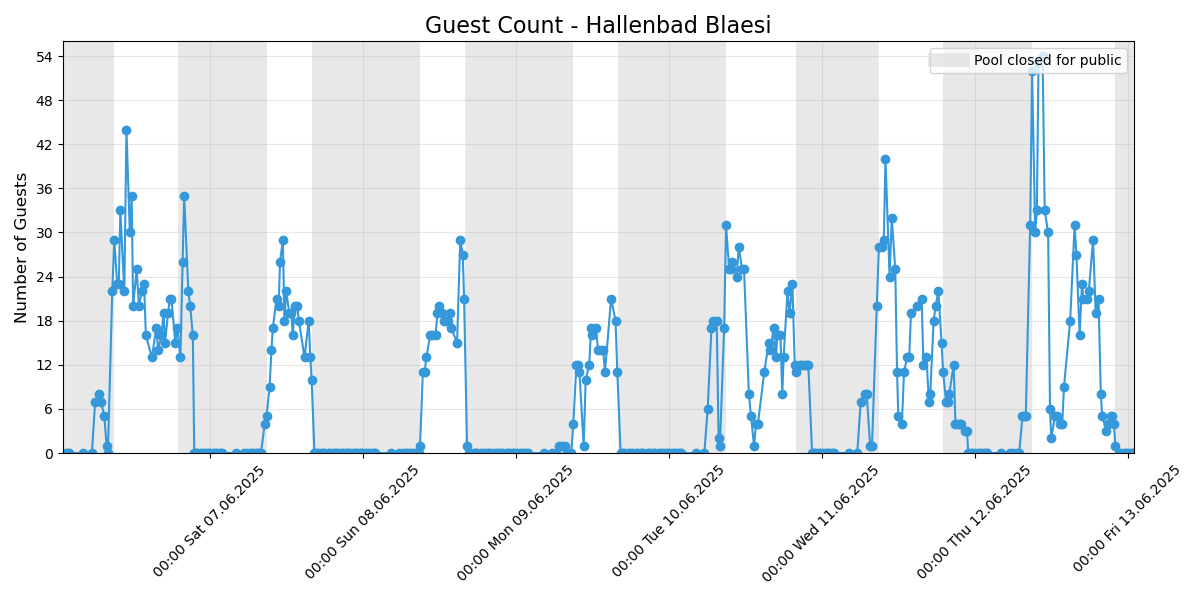 Guest Count - Hallenbad Blaesi
Pool closed for public
Number of Guests
54
48
42
36
30
24
18
12
6
0
00:00 Sat 07.06.2025
00:00 Sun 08.06.2025
00:00 Mon 09.06.2025
00:00 Tue 10.06.2025
00:00 Wed 11.06.2025
00:00 Thu 12.06.2025
00:00 Fri 13.06.2025